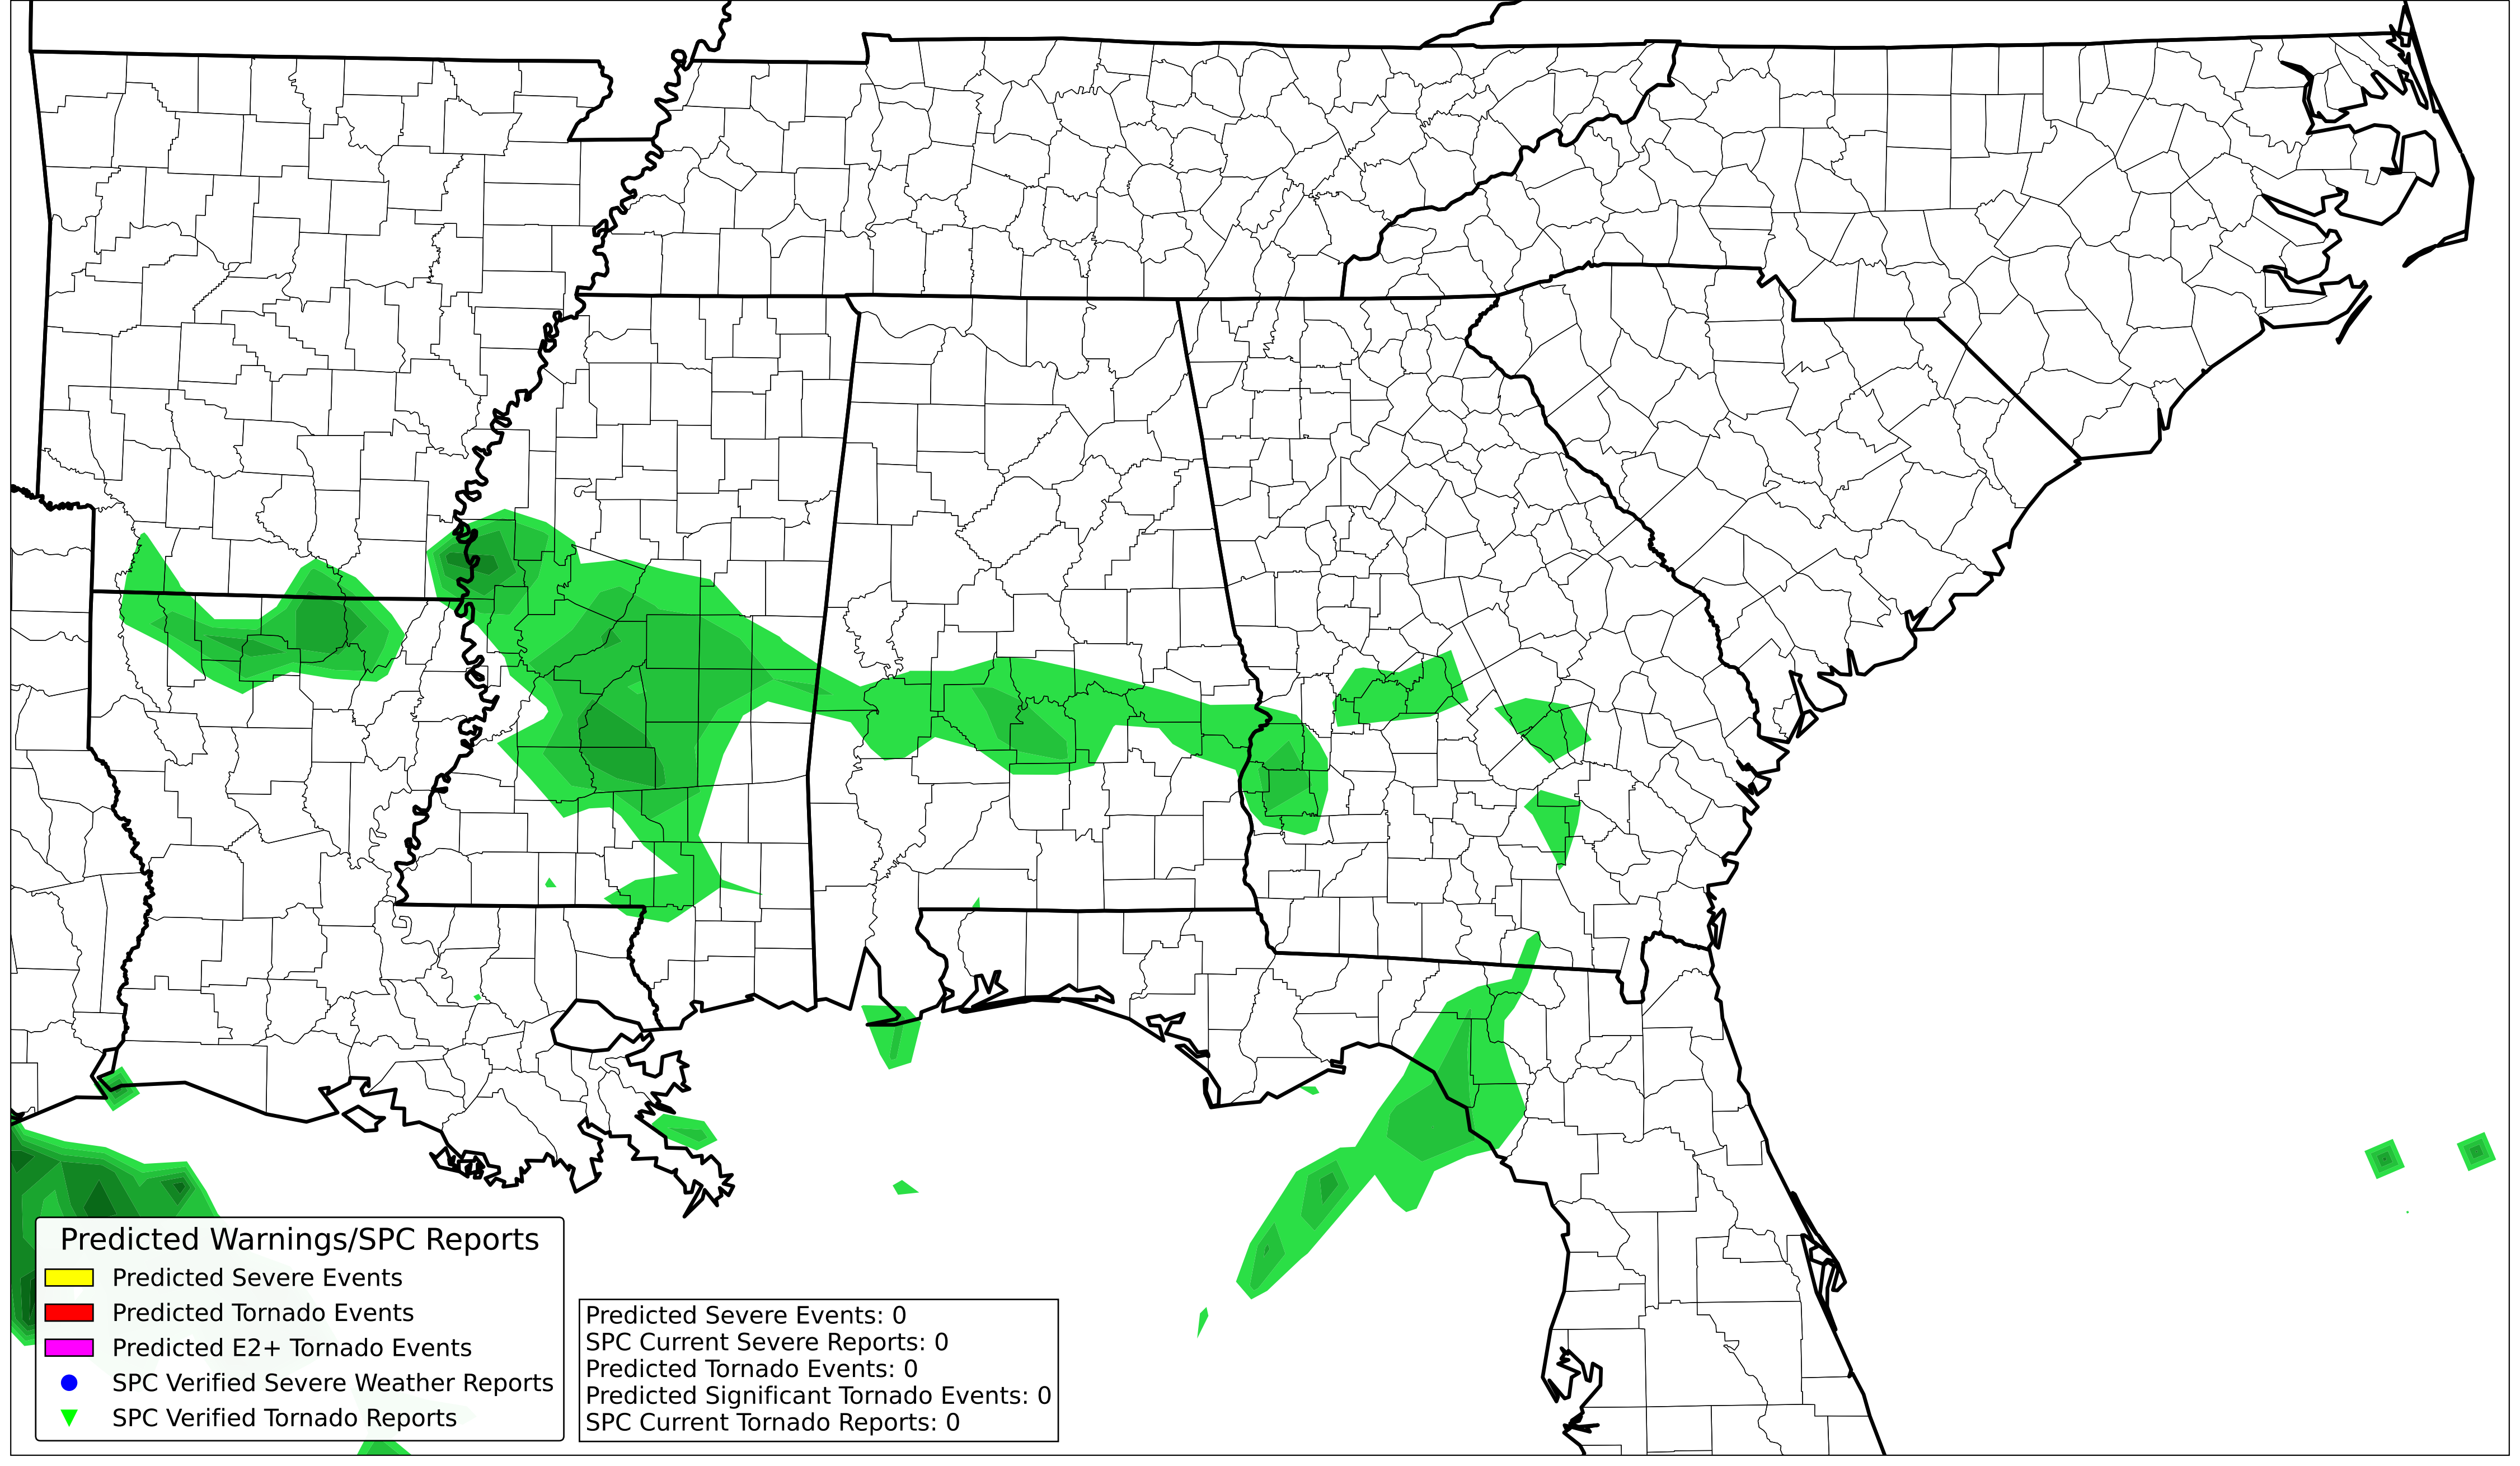 Predicted Warnings/SPC Reports
Predicted Severe Events
Predicted Tornado Events
Predicted E2+ Tornado Events
SPC Verified Severe Weather Reports
SPC Verified Tornado Reports
Predicted Severe Events: 0
SPC Current Severe Reports: 0
Predicted Tornado Events: 0
Predicted Significant Tornado Events: 0
SPC Current Tornado Reports: 0